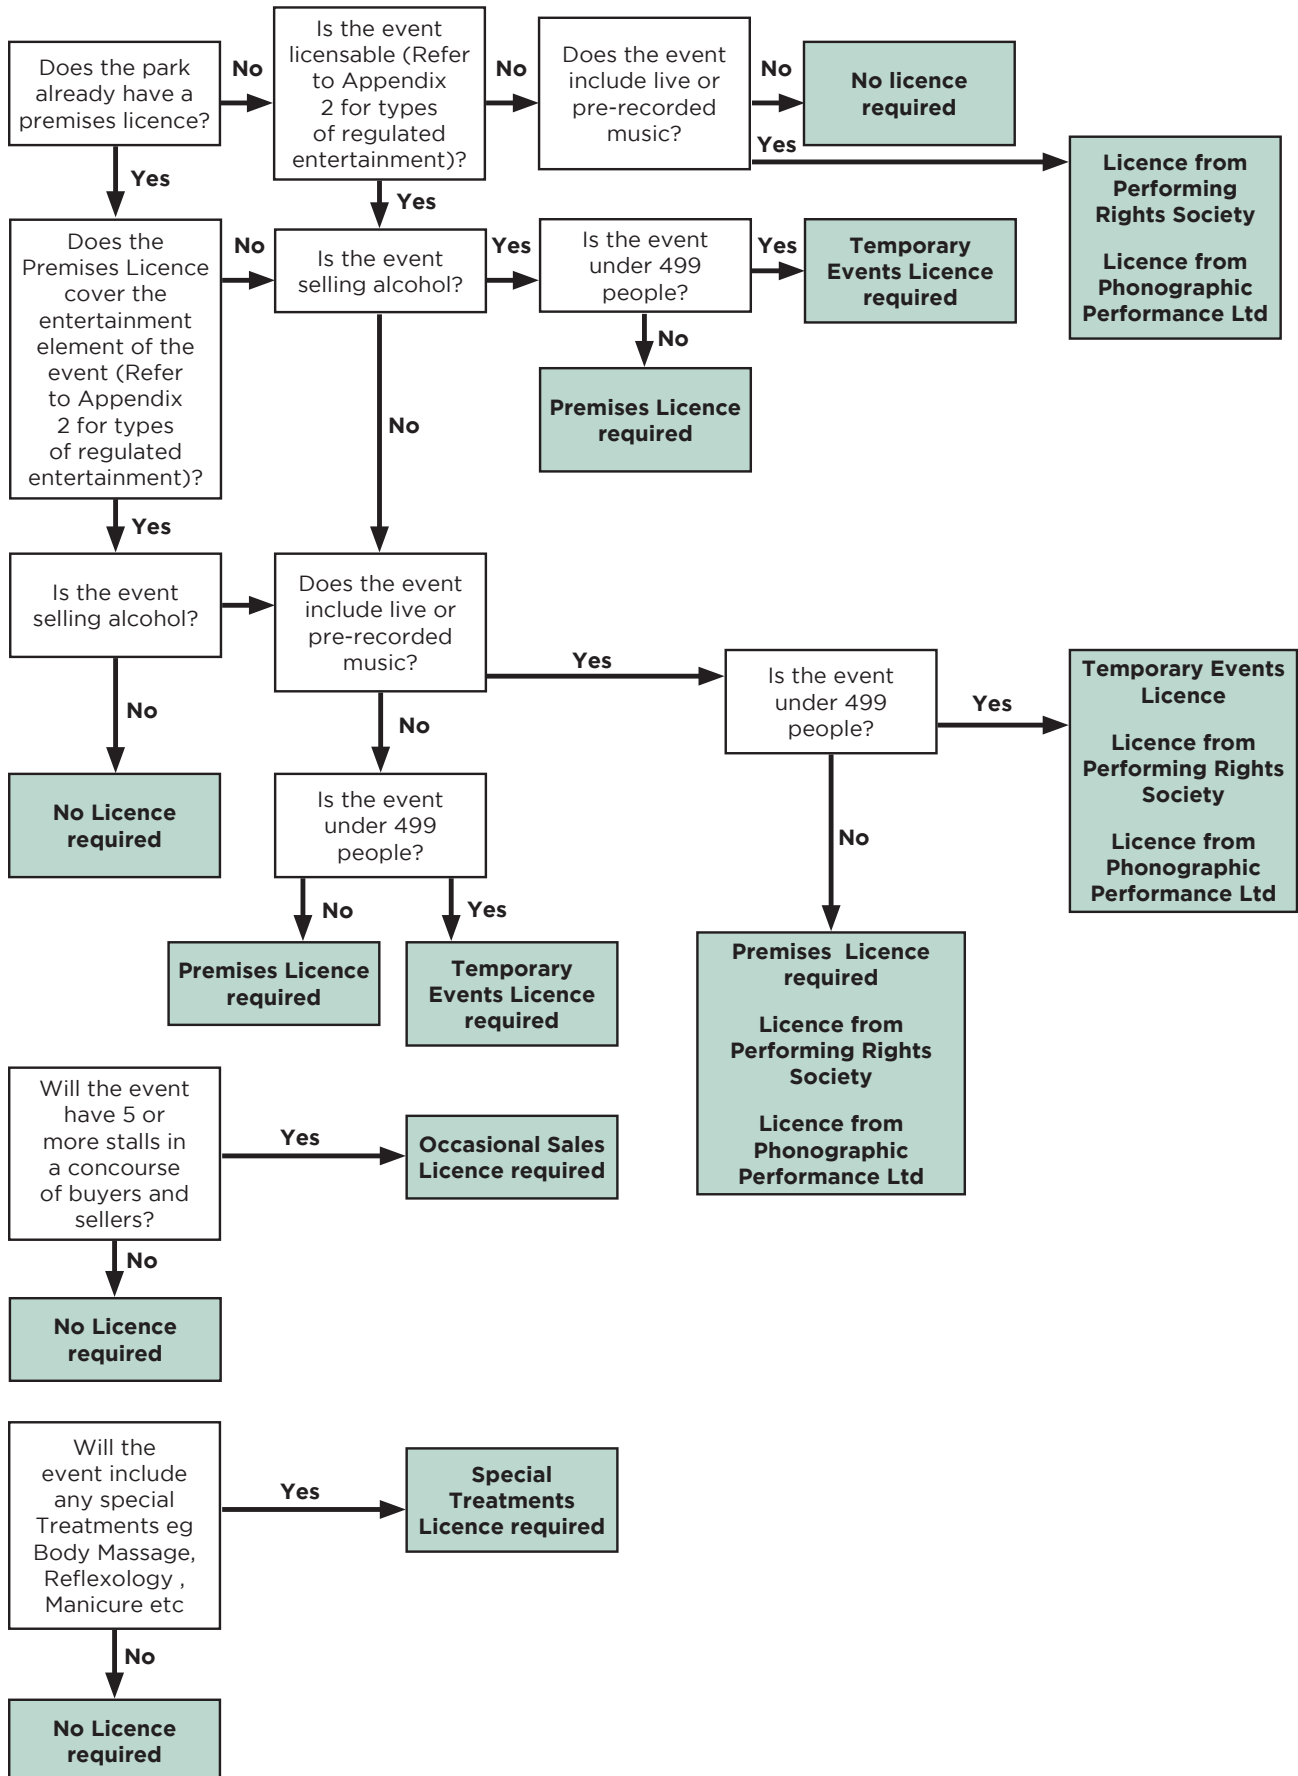 Does the park
already have a
premises licence?
No
Is the event
licensable (Refer
to Appendix
2 for types
of regulated
entertainment)?
No
Does the event
include live or
pre-recorded
music?
No
No licence
required
Yes
Licence from
Performing
Rights Society
Licence from
Phonographic
Performance Ltd
Yes
Yes
Does the
Premises Licence
cover the
entertainment
element of the
event (Refer
to Appendix
2 for types
of regulated
entertainment)?
No
Is the event
selling alcohol?
Yes
Is the event
under 499
people?
Yes
Temporary
Events Licence
required
No
Premises Licence
required
No
Yes
Is the event
selling alcohol?
Does the event
include live or
pre-recorded
music?
Yes
Is the event
under 499
people?
Yes
Temporary Events
Licence
Licence from
Performing Rights
Society
Licence from
Phonographic
Performance Ltd
No
No
No Licence
required
Is the event
under 499
people?
No
No
Yes
Premises Licence
required
Temporary
Events Licence
required
Premises Licence
required
Licence from
Performing Rights
Society
Licence from
Phonographic
Performance Ltd
Will the event
have 5 or
more stalls in
a concourse
of buyers and
sellers?
Yes
Occasional Sales
Licence required
No
No Licence
required
Will the
event include
any special
Treatments eg
Body Massage,
Reflexology ,
Manicure etc
Yes
Special
Treatments
Licence required
No
No Licence
required